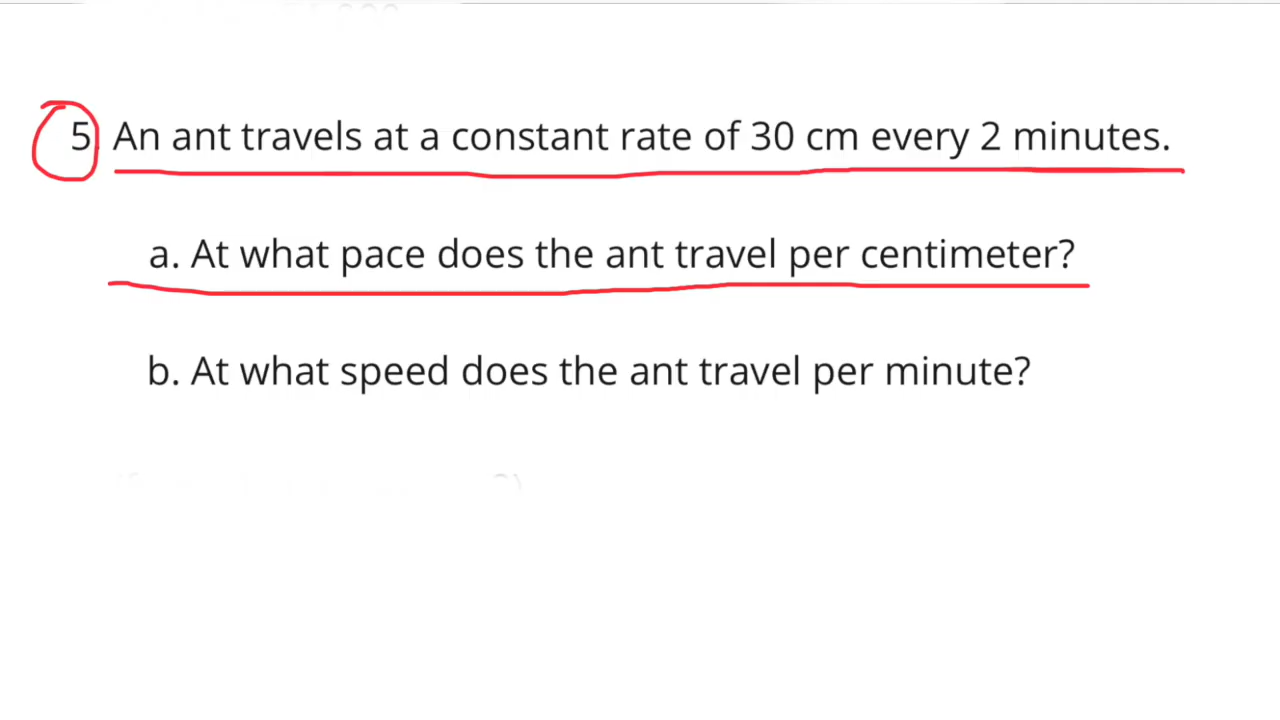 5 An ant travels at a constant rate of 30 cm every 2 minutes.
a. At what pace does the ant travel per centimeter?
b. At what speed does the ant travel per minute?